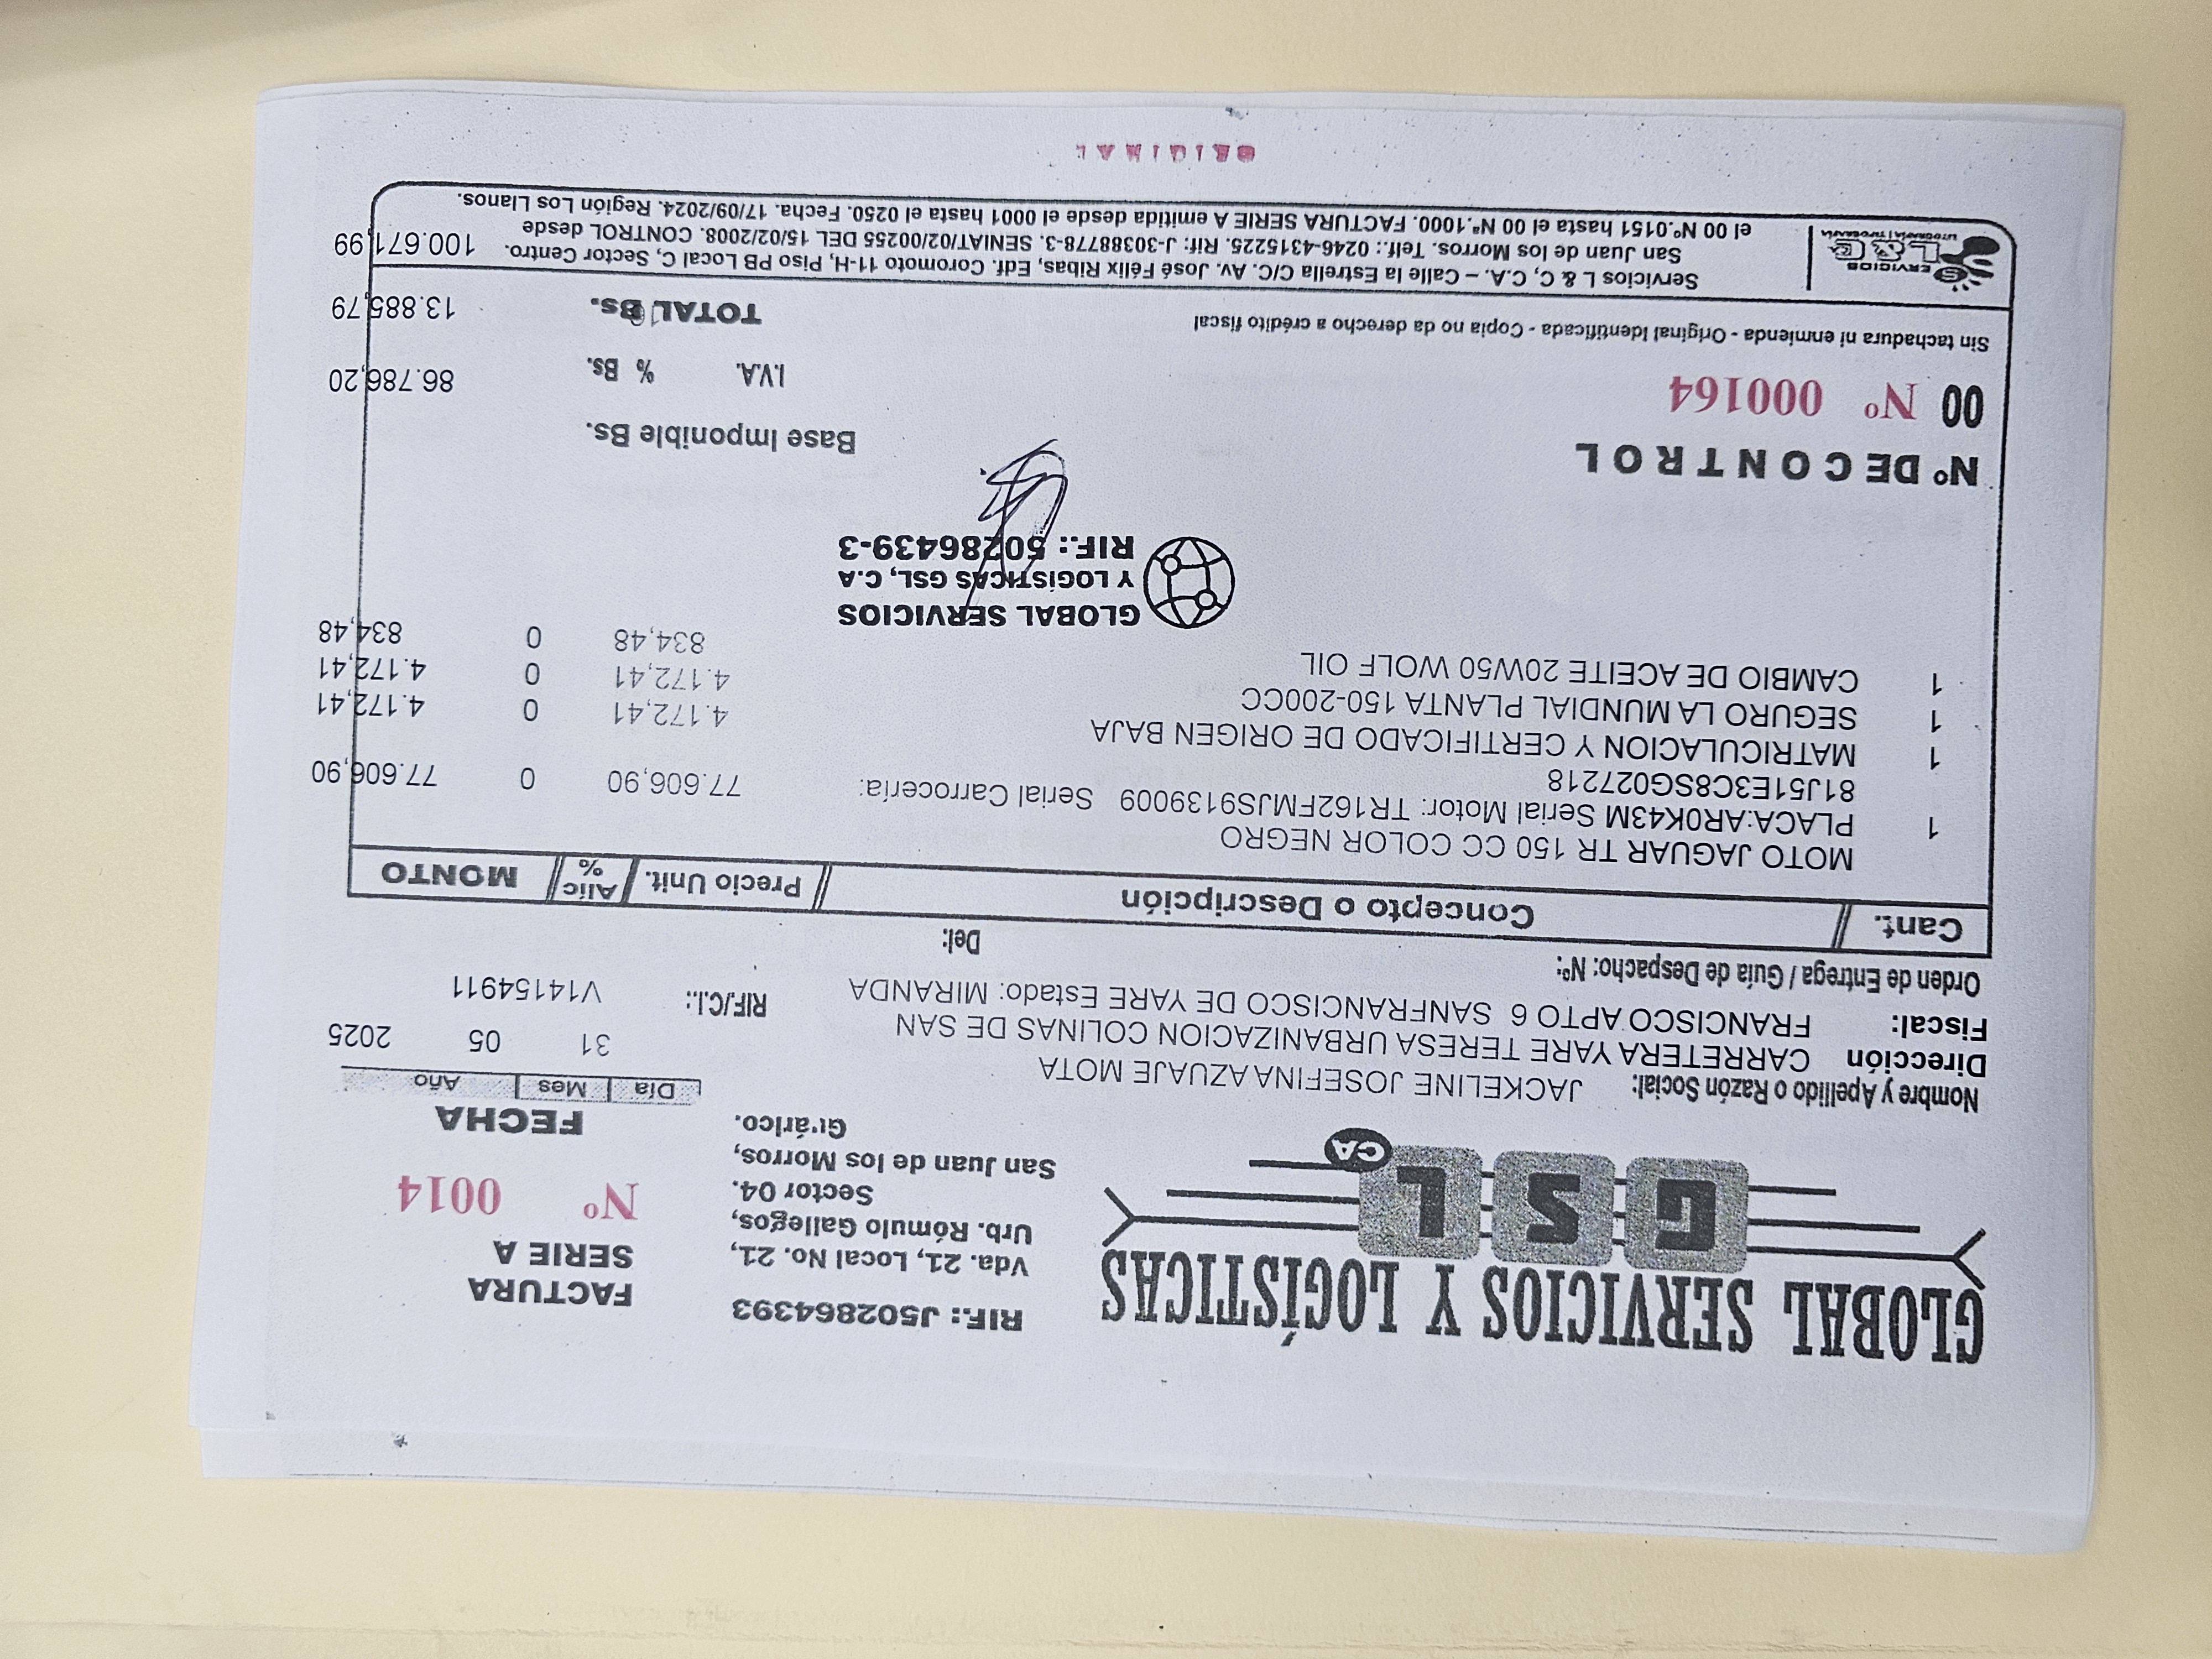 GLOBAL SERVICIOS Y LOGÍSTICAS
G S L CA
RIF.: J502864393
Vda. 21, Local No. 21,
Urb. Rómulo Gallegos,
Sector 04.
San Juan de los Morros,
Guárico.
FACTURA
SERIE A
Nº 0014
FECHA
Día Mes Año
31 05 2025
Nombre y Apellido o Razón Social: JACKELINE JOSEFINA AZUAJE MOTA
Dirección CARRETERA YARE TERESA URBANIZACION COLINAS DE SAN
Fiscal: FRANCISCO APTO 6 SANFRANCISCO DE YARE Estado: MIRANDA
RIF/C.I.: V14154911
Orden de Entrega / Guía de Despacho: Nº: Del:
Cant. Concepto o Descripción Precio Unit. Alíc % MONTO
MOTO JAGUAR TR 150 CC COLOR NEGRO
1 PLACA:AR0K43M Serial Motor: TR162FMJS9139009 Serial Carrocería: 77.606,90 0 77.606,90
81J51E3C8SG027218
1 MATRICULACION Y CERTIFICADO DE ORIGEN BAJA 4.172,41 0 4.172,41
1 SEGURO LA MUNDIAL PLANTA 150-200CC 4.172,41 0 4.172,41
1 CAMBIO DE ACEITE 20W50 WOLF OIL 834,48 0 834,48
GLOBAL SERVICIOS
Y LOGÍSTICAS GSL, C.A
RIF.: 50286439-3
Nº DE CONTROL
00 Nº 000164
Base Imponible Bs. 86.786,20
I.V.A. % Bs. 13.885,79
TOTAL Bs. 100.671,99
Sin tachadura ni enmienda - Original Identificada - Copia no da derecho a crédito fiscal
SERVICIOS
L & C
LITOGRAFÍA | TIPOGRAFÍA
Servicios L & C, C.A. – Calle la Estrella C/C. Av. José Félix Ribas, Edf. Coromoto 11-H, Piso PB Local C, Sector Centro.
San Juan de los Morros. Telf.: 0246-4315225. Rif: J-30388778-3. SENIAT/02/00255 DEL 15/02/2008. CONTROL desde
el 00 Nº.0151 hasta el 00 Nº.1000. FACTURA SERIE A emitida desde el 0001 hasta el 0250. Fecha. 17/09/2024. Región Los Llanos.
ORIGINAL